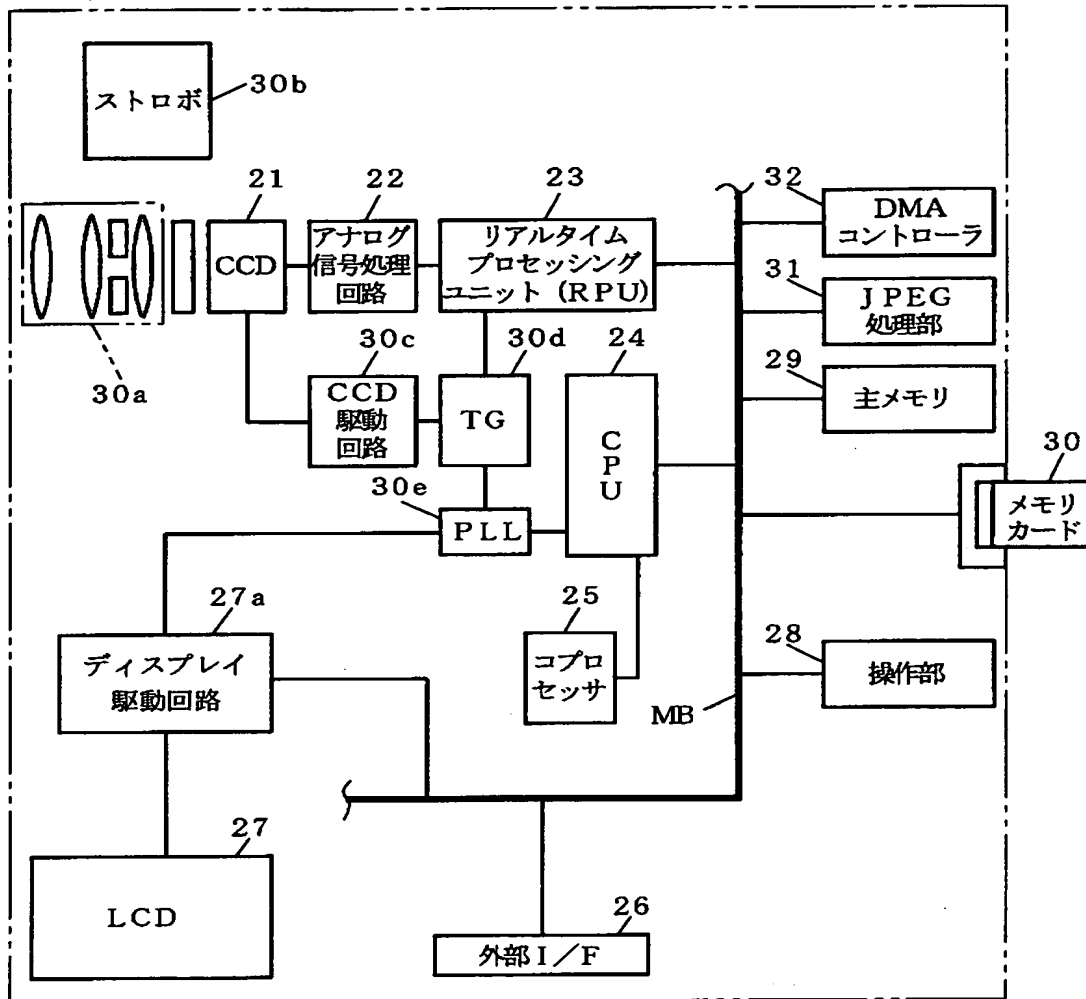 ストロボ
30b
21
22
23
32
CCD
アナログ
信号処理
回路
リアルタイム
プロセッシング
ユニット (RPU)
DMA
コントローラ
31
JPEG
処理部
30a
30c
30d
24
29
CCD
駆動
回路
TG
CPU
主メモリ
30
メモリ
カード
30e
PLL
27a
25
28
ディスプレイ
駆動回路
コプロ
セッサ
操作部
MB
27
LCD
26
外部I／F